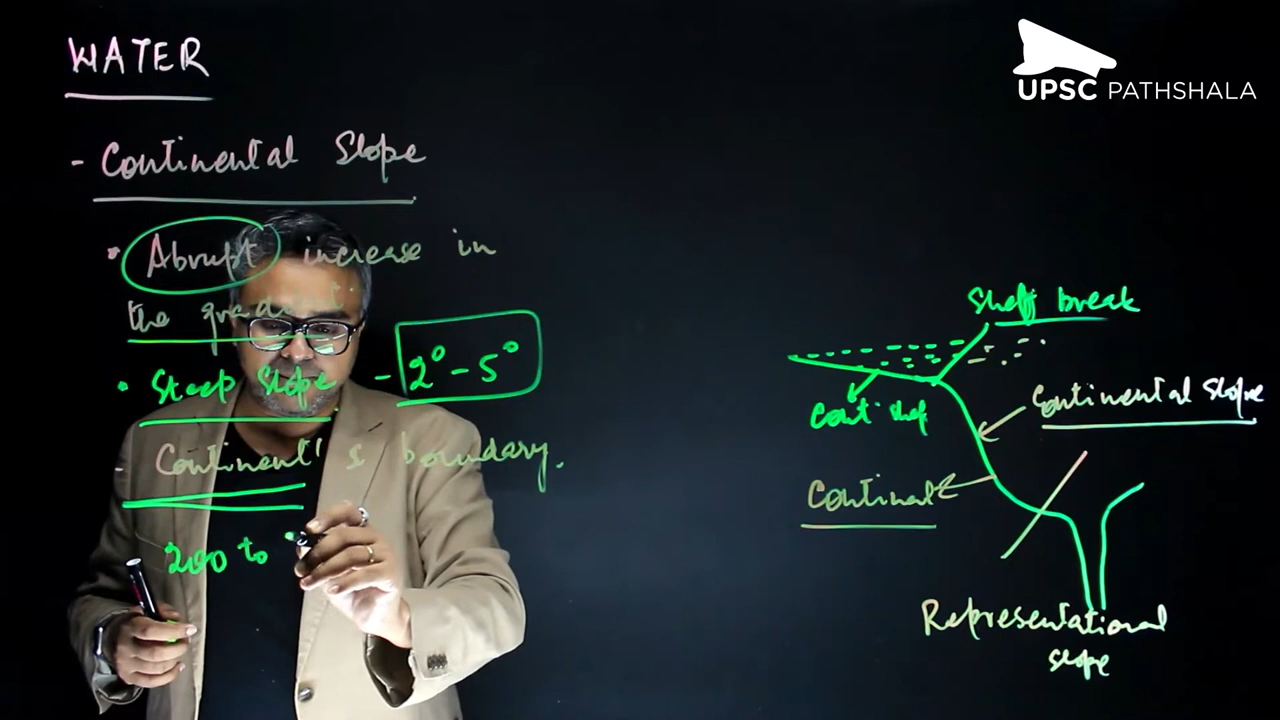 WATER
UPSC PATHSHALA
- Continental Slope
• Abrupt increase in
the gradient
• Steep Slope - 2° - 5°
- Continent's boundary.
200 to
Shelf break
Cont shelf
Continental slope
Continent
Representational
slope